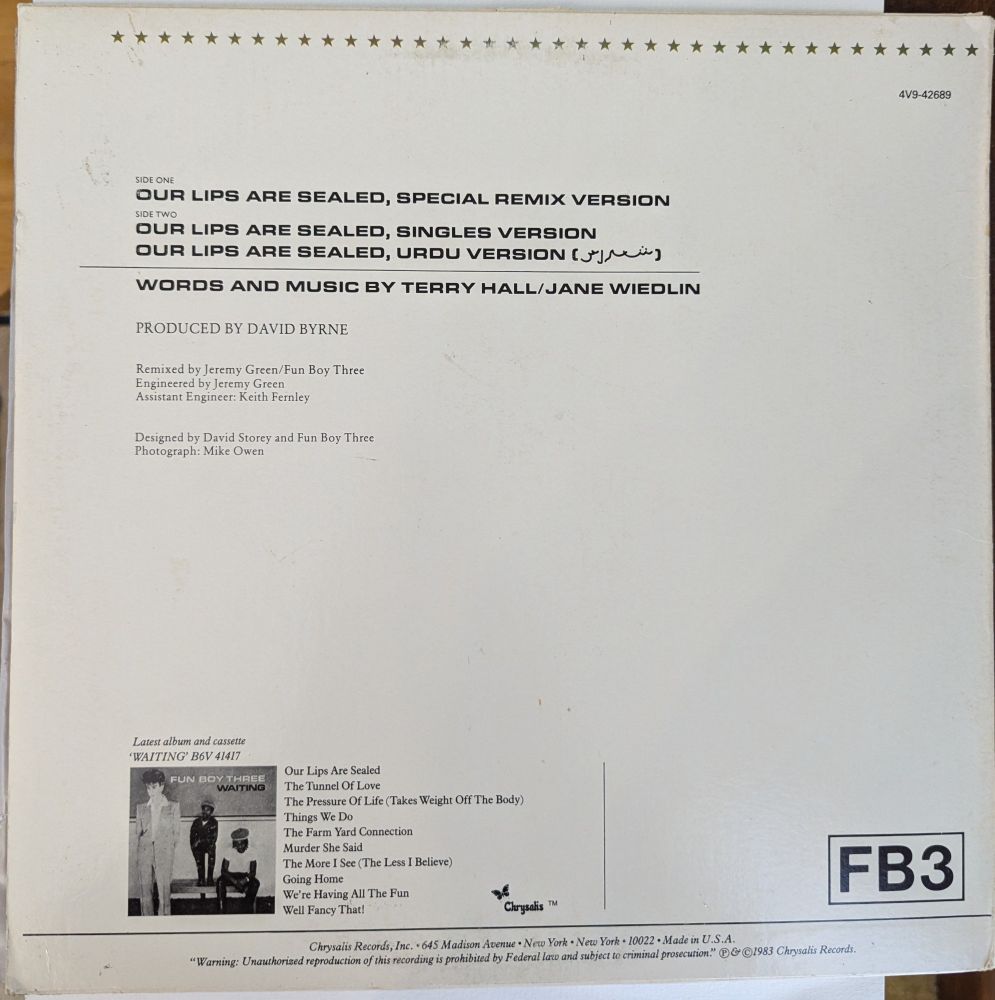 4V9-42689
SIDE ONE
OUR LIPS ARE SEALED, SPECIAL REMIX VERSION
SIDE TWO
OUR LIPS ARE SEALED, SINGLES VERSION
OUR LIPS ARE SEALED, URDU VERSION ( )
WORDS AND MUSIC BY TERRY HALL/JANE WIEDLIN
PRODUCED BY DAVID BYRNE
Remixed by Jeremy Green/Fun Boy Three
Engineered by Jeremy Green
Assistant Engineer: Keith Fernley
Designed by David Storey and Fun Boy Three
Photograph: Mike Owen
Latest album and cassette
‘WAITING’ B6V 41417
FUN BOY THREE
WAITING
Our Lips Are Sealed
The Tunnel Of Love
The Pressure Of Life (Takes Weight Off The Body)
Things We Do
The Farm Yard Connection
Murder She Said
The More I See (The Less I Believe)
Going Home
We're Having All The Fun
Well Fancy That!
Chrysalis TM
FB3
Chrysalis Records, Inc. • 645 Madison Avenue • New York • New York • 10022 • Made in U.S.A.
“Warning: Unauthorized reproduction of this recording is prohibited by Federal law and subject to criminal prosecution.” ℗ & ©1983 Chrysalis Records.